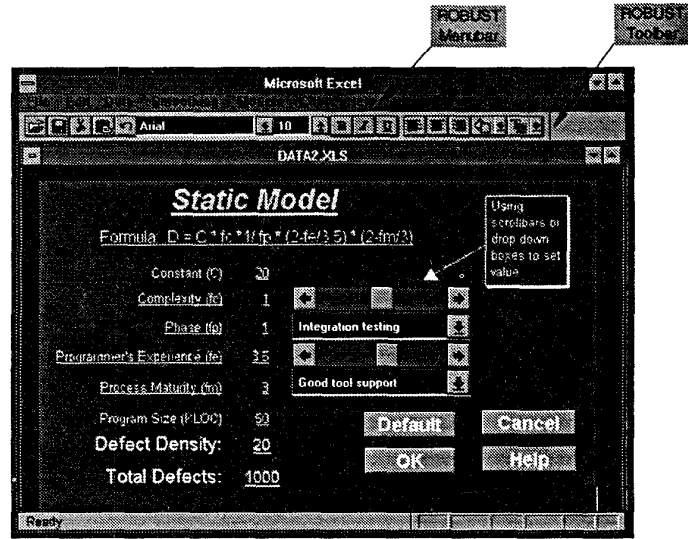 ROBUST
Menubar
ROBUST
Toolbar
Microsoft Excel
Arial
10
DATA2.XLS
Static Model
Formula: D = C * fc *1/ fp * (2-fe/3.5) * (2-fm/3)
Using
scrollbars or
drop down
boxes to set
value
Constant (C) 20
Complexity (fc) 1
Phase (fp) 1 Integration testing
Programmer's Experience (fe) 3.5
Process Maturity (fm) 3 Good tool support
Program Size (KLOC) 50
Defect Density: 20
Total Defects: 1000
Default Cancel
OK Help
Ready